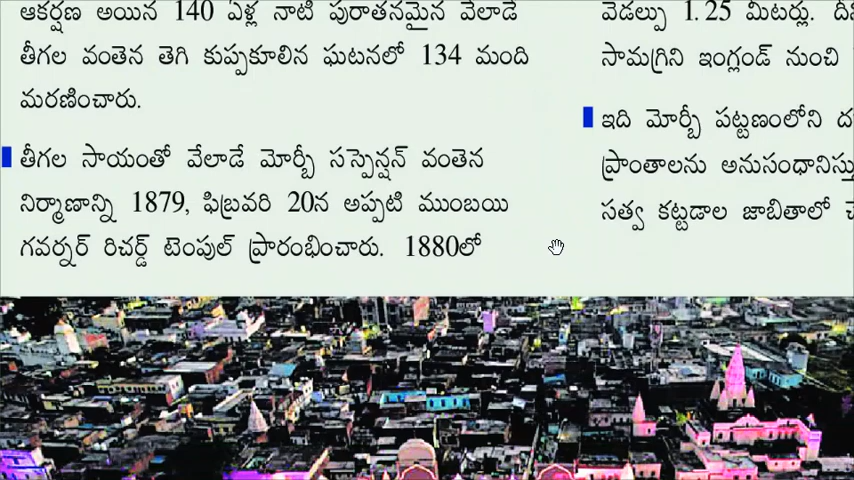 ఆకర్షణ అయిన 140 ఏళ్ల నాటి పురాతనమైన వేలాడే
తీగల వంతెన తెగి కుప్పకూలిన ఘటనలో 134 మంది
మరణించారు.
తీగల సాయంతో వేలాడే మోర్బీ సస్పెన్షన్ వంతెన
నిర్మాణాన్ని 1879, ఫిబ్రవరి 20న అప్పటి ముంబయి
గవర్నర్ రిచర్డ్ టెంపుల్ ప్రారంభించారు. 1880లో
వెడల్పు 1.25 మీటర్లు.
సామగ్రిని ఇంగ్లండ్ నుంచి
ఇది మోర్బీ పట్టణంలోని
ప్రాంతాలను
సత్వ కట్టడాల జాబితాలో